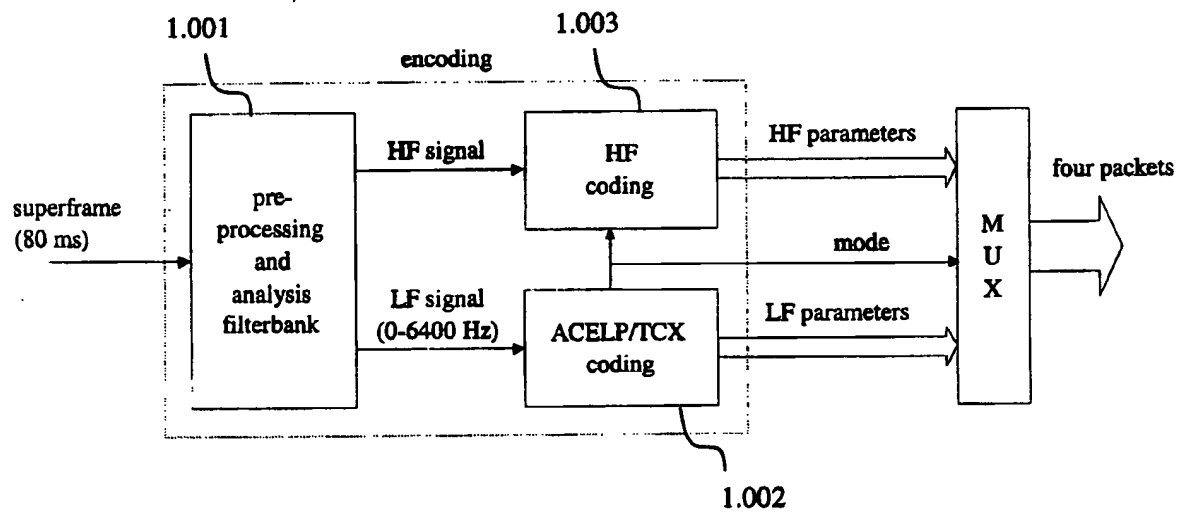 1.001
1.003
encoding
superframe
(80 ms)
pre-
processing
and
analysis
filterbank
HF signal
HF
coding
HF parameters
four packets
mode
M
U
X
LF signal
(0-6400 Hz)
ACELP/TCX
coding
LF parameters
1.002